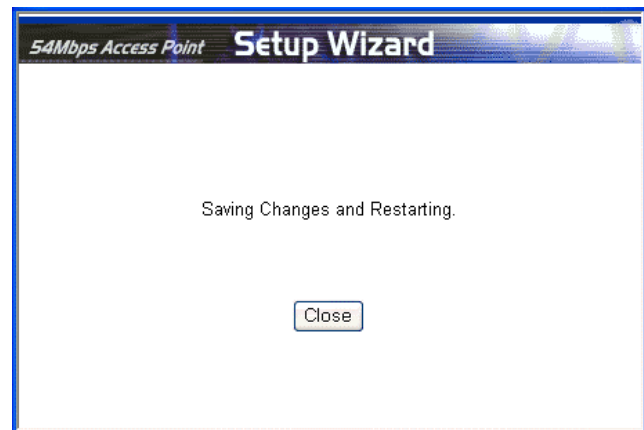 54Mbps Access Point Setup Wizard
Saving Changes and Restarting.
Close